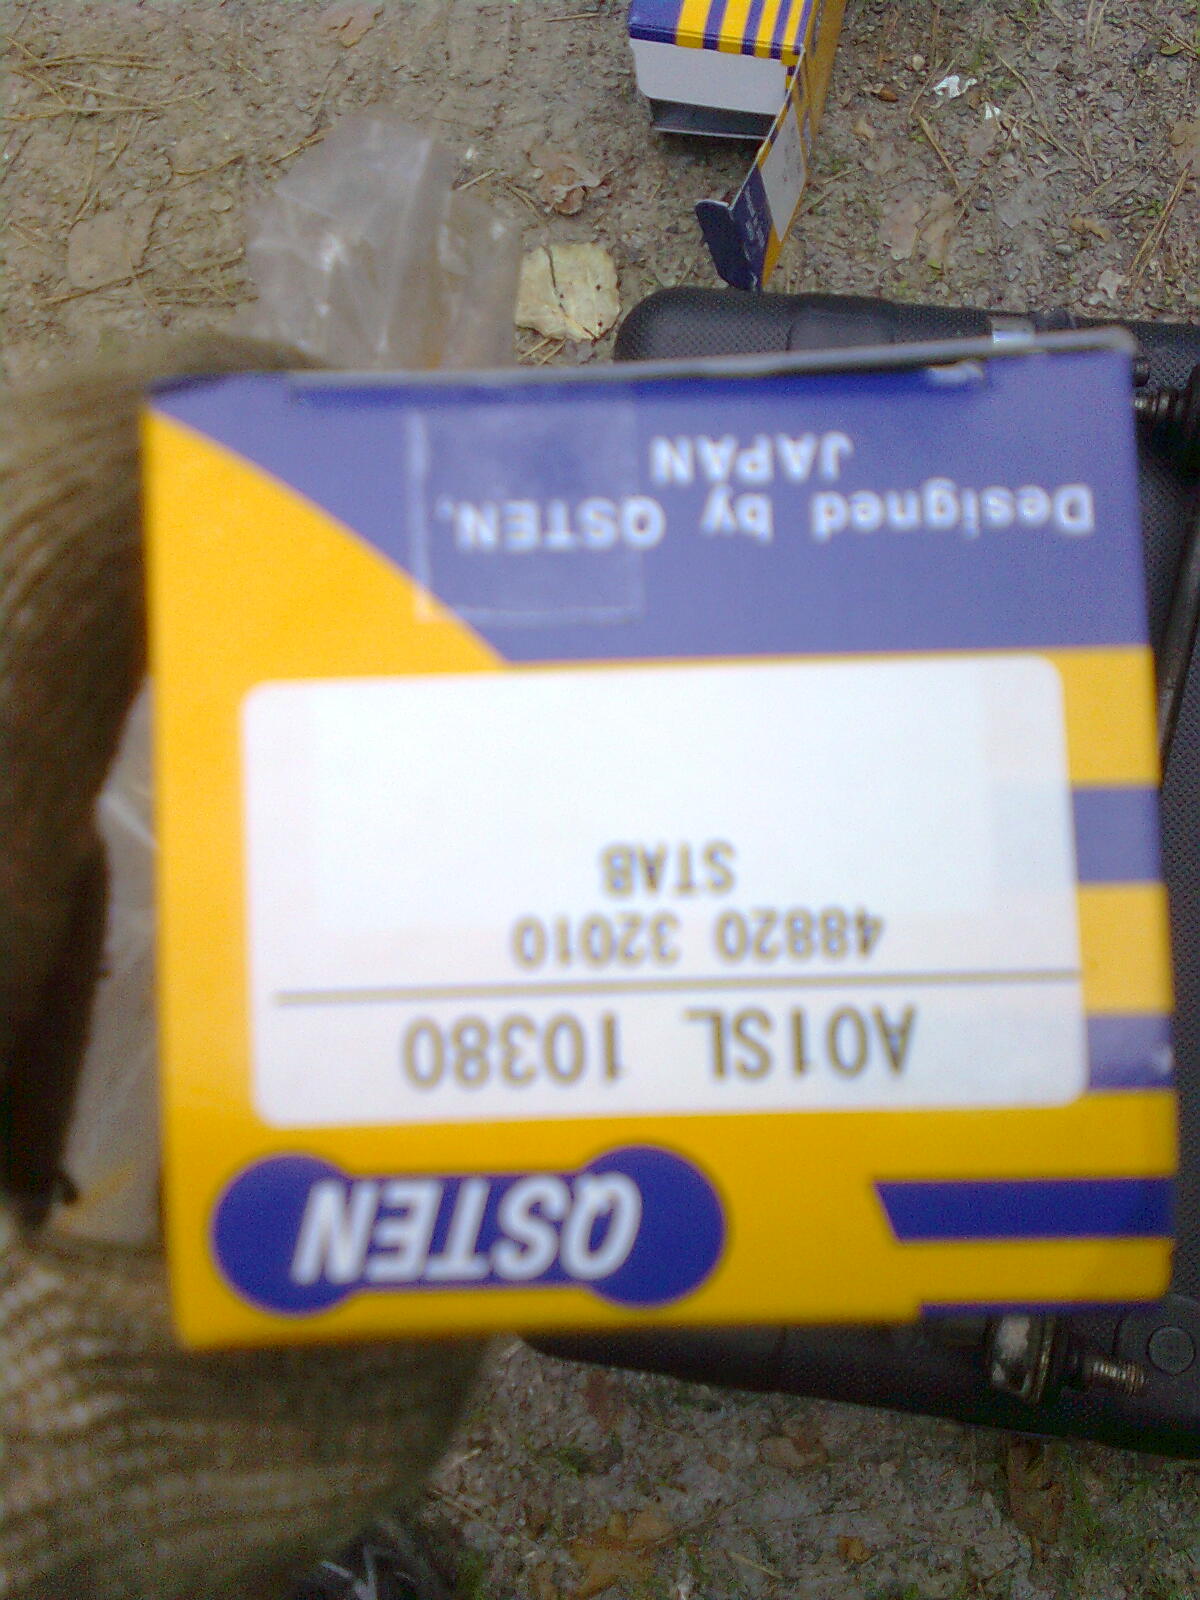 QSTEN
A01SL 10380
48820 32010
STAB
Designed by QSTEN.
JAPAN